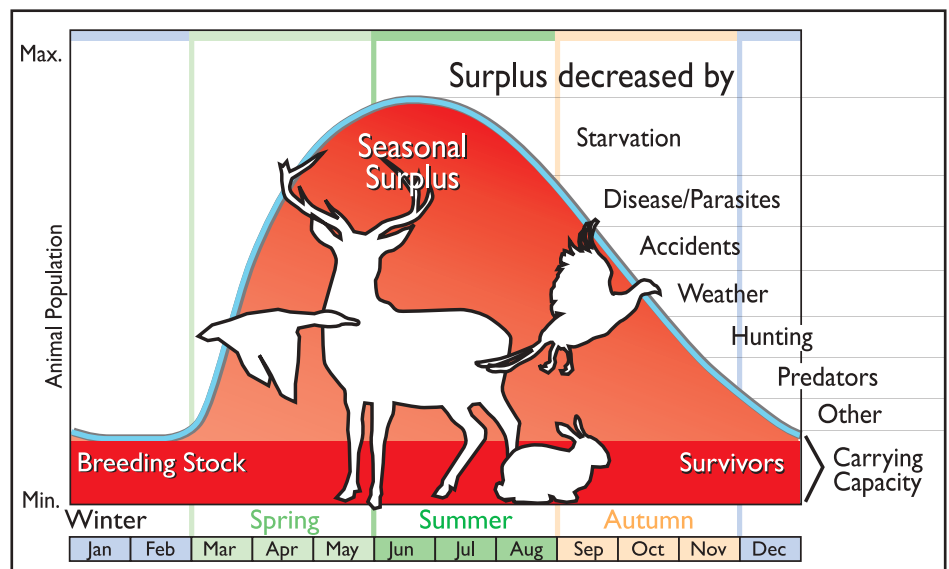 Max.
Surplus decreased by
Seasonal
Surplus
Starvation
Disease/Parasites
Accidents
Weather
Hunting
Predators
Other
Animal Population
Breeding Stock
Survivors
Carrying
Capacity
Min.
Winter Spring Summer Autumn
Jan Feb Mar Apr May Jun Jul Aug Sep Oct Nov Dec